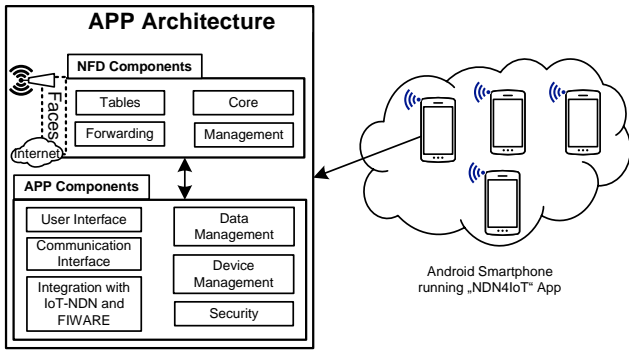 APP Architecture
NFD Components
Faces
Tables
Core
Forwarding
Management
Internet
APP Components
User Interface
Data
Management
Communication
Interface
Device
Management
Integration with
IoT-NDN and
FIWARE
Security
Android Smartphone
running „NDN4IoT“ App